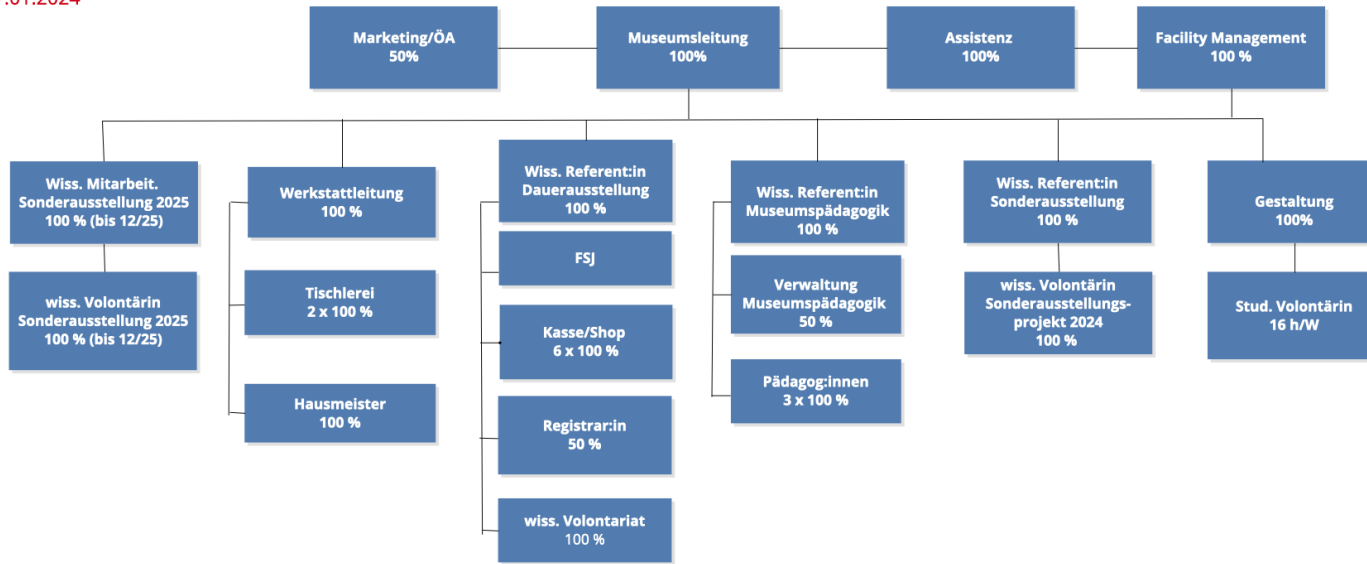 .01.2024
Marketing/ÖA
50%
Museumsleitung
100%
Assistenz
100%
Facility Management
100 %
Wiss. Mitarbeit.
Sonderausstellung 2025
100 % (bis 12/25)
wiss. Volontärin
Sonderausstellung 2025
100 % (bis 12/25)
Werkstattleitung
100 %
Tischlerei
2 x 100 %
Hausmeister
100 %
Wiss. Referent:in
Dauerausstellung
100 %
FSJ
Kasse/Shop
6 x 100 %
Registrar:in
50 %
wiss. Volontariat
100 %
Wiss. Referent:in
Museumspädagogik
100 %
Verwaltung
Museumspädagogik
50 %
Pädagog:innen
3 x 100 %
Wiss. Referent:in
Sonderausstellung
100 %
wiss. Volontärin
Sonderausstellungs-
projekt 2024
100 %
Gestaltung
100%
Stud. Volontärin
16 h/W